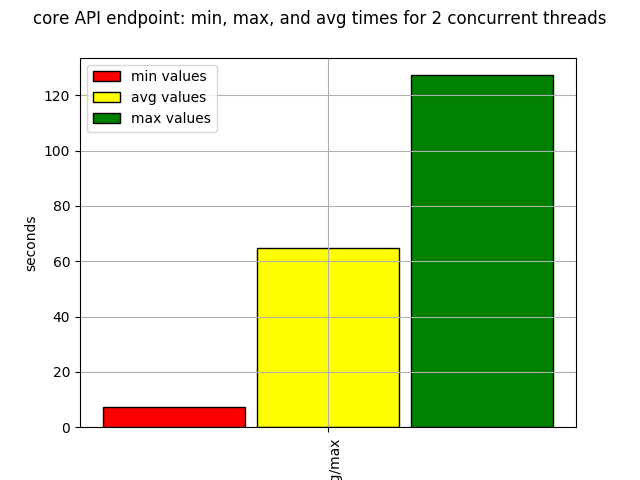 core API endpoint: min, max, and avg times for 2 concurrent threads
min values
avg values
max values
120
100
80
60
40
20
0
seconds
g/max